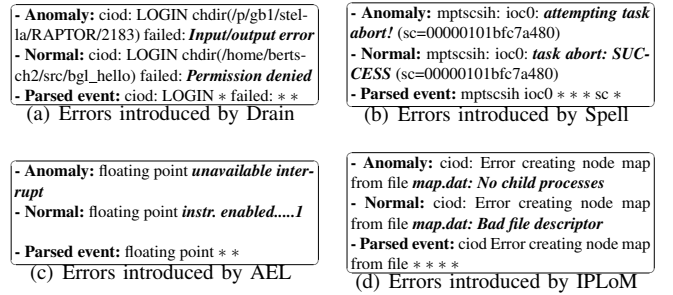 - Anomaly: ciod: LOGIN chdir(/p/gb1/stel-
la/RAPTOR/2183) failed: Input/output error
- Normal: ciod: LOGIN chdir(/home/berts-
ch2/src/bgl_hello) failed: Permission denied
- Parsed event: ciod: LOGIN * failed: * *
(a) Errors introduced by Drain
- Anomaly: mptscsih: ioc0: attempting task
abort! (sc=00000101bfc7a480)
- Normal: mptscsih: ioc0: task abort: SUC-
CESS (sc=00000101bfc7a480)
- Parsed event: mptscsih ioc0 * * * sc *
(b) Errors introduced by Spell
- Anomaly: floating point unavailable inter-
rupt
- Normal: floating point instr. enabled.....1
- Parsed event: floating point * *
(c) Errors introduced by AEL
- Anomaly: ciod: Error creating node map
from file map.dat: No child processes
- Normal: ciod: Error creating node map
from file map.dat: Bad file descriptor
- Parsed event: ciod Error creating node map
from file * * * *
(d) Errors introduced by IPLoM